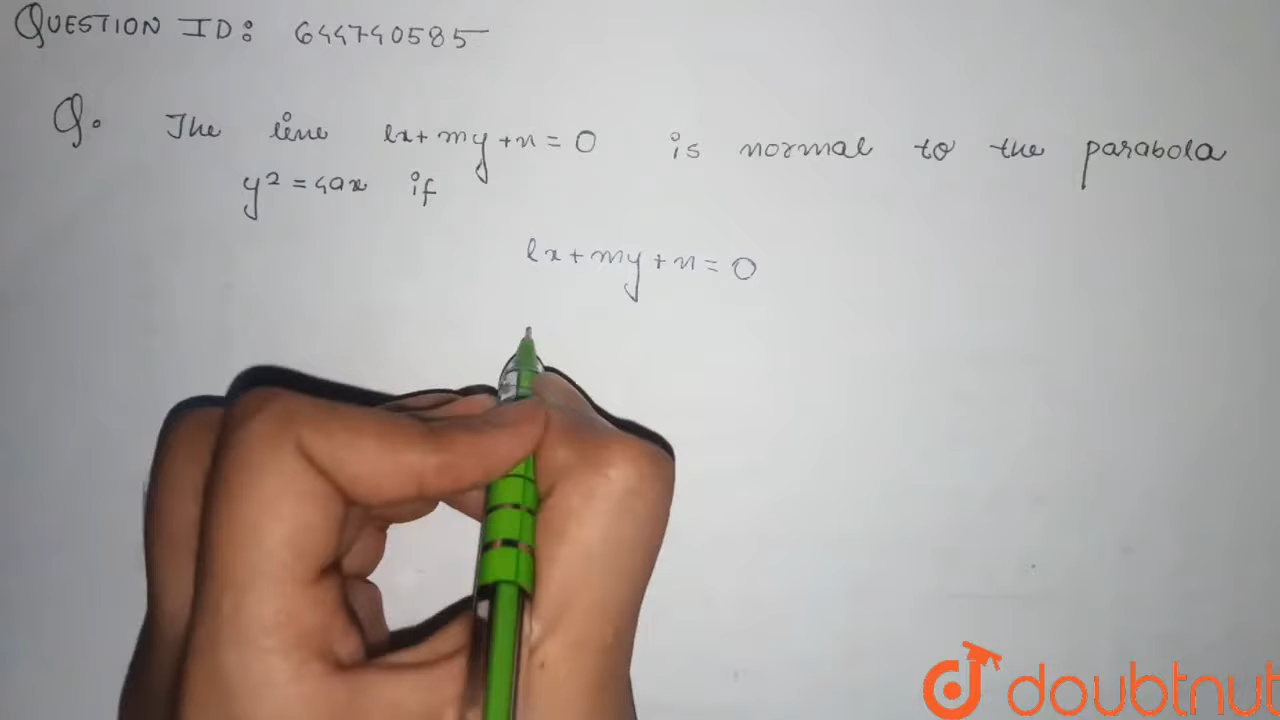 QUESTION ID: 644740585
Q. The line lx+my+n=0 is normal to the parabola
y²=4ax if
lx+my+n=0
doubtnut